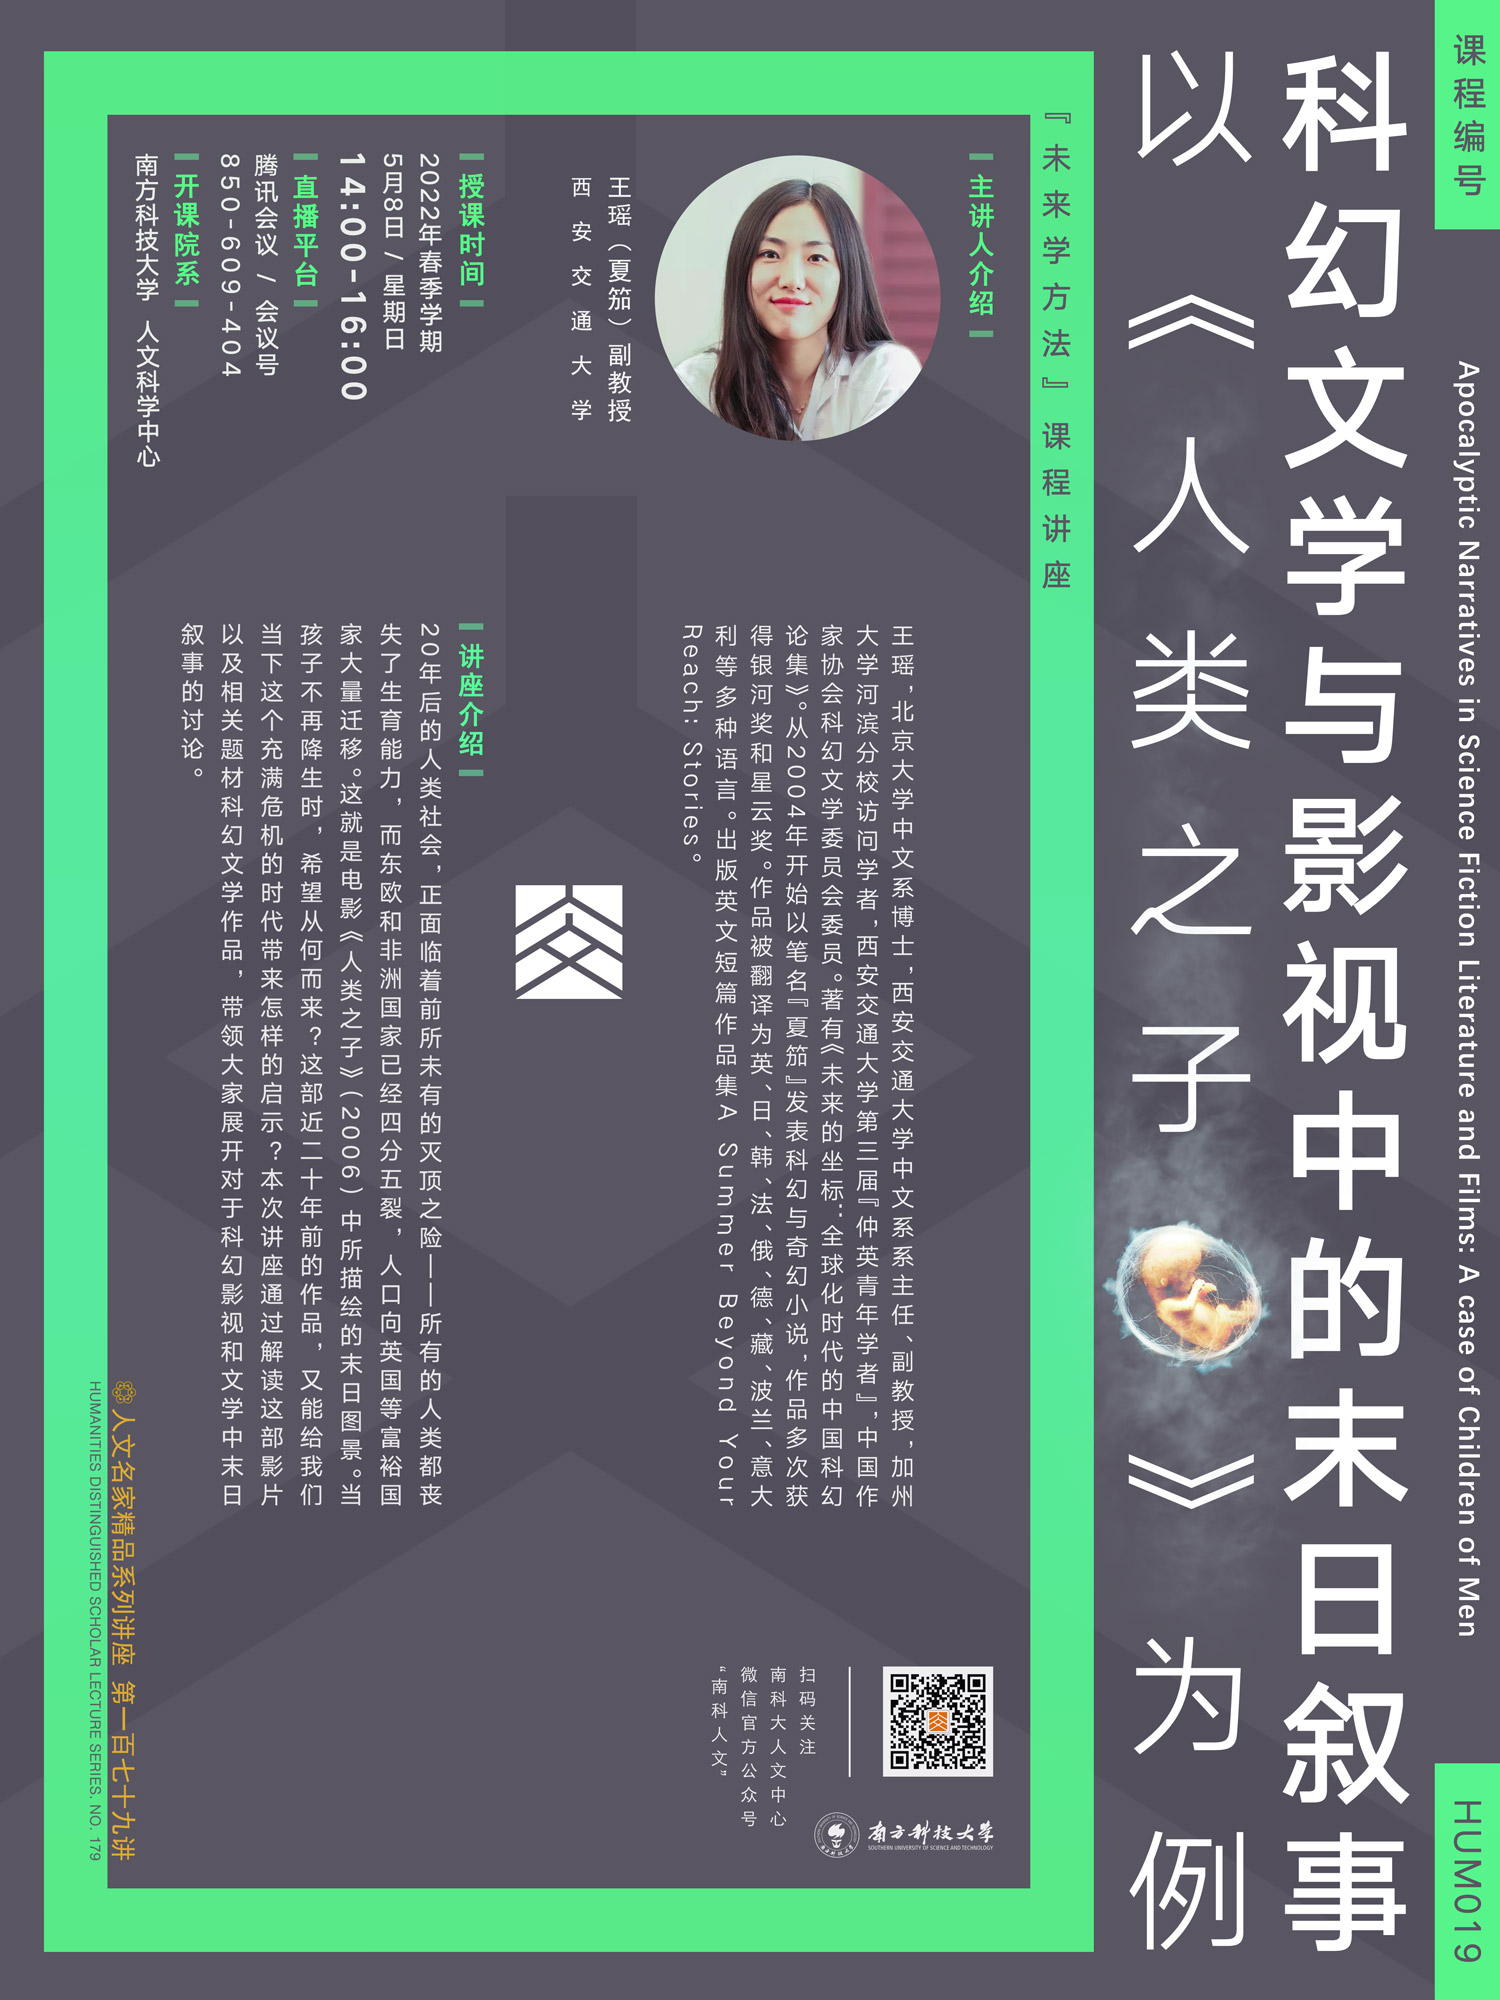 课程编号
HUM019
Apocalyptic Narratives in Science Fiction Literature and Films: A case of Children of Men
科幻文学与影视中的末日叙事
以《人类之子》为例
『未来学方法』课程讲座
主讲人介绍
王瑶（夏笳）副教授
西安交通大学
王瑶，北京大学中文系博士，西安交通大学中文系系主任、副教授，加州
大学河滨分校访问学者，西安交通大学第三届『仲英青年学者』，中国作
家协会科幻文学委员会委员。著有《未来的坐标：全球化时代的中国科幻
论集》。从2004年开始以笔名『夏笳』发表科幻与奇幻小说，作品多次获
得银河奖和星云奖。作品被翻译为英、日、韩、法、俄、德、藏、波兰、意大
利等多种语言。出版英文短篇作品集A Summer Beyond Your
Reach: Stories。
授课时间
2022年春季学期
5月8日 / 星期日
14:00-16:00
直播平台
腾讯会议 / 会议号
850-609-404
开课院系
南方科技大学 人文科学中心
讲座介绍
20年后的人类社会，正面临着前所未有的灭顶之险——所有的人类都丧
失了生育能力，而东欧和非洲国家已经四分五裂，人口向英国等富裕国
家大量迁移。这就是电影《人类之子》（2006）中所描绘的末日图景。当
孩子不再降生时，希望从何而来？这部近二十年前的作品，又能给我们
当下这个充满危机的时代带来怎样的启示？本次讲座通过解读这部影片
以及相关题材科幻文学作品，带领大家展开对于科幻影视和文学中末日
叙事的讨论。
扫码关注
南科大人文中心
微信官方公众号
“南科人文”
南方科技大学
SOUTHERN UNIVERSITY OF SCIENCE AND TECHNOLOGY
人文名家精品系列讲座 第一百七十九讲
HUMANITIES DISTINGUISHED SCHOLAR LECTURE SERIES. NO. 179